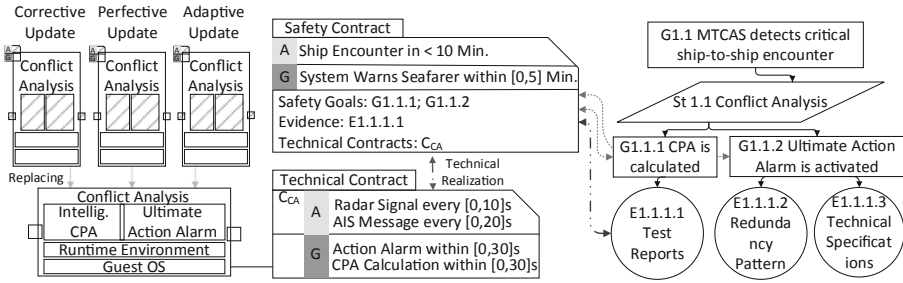 Corrective
Update
Perfective
Update
Adaptive
Update
A
G
Conflict
Analysis
A
G
Conflict
Analysis
A
G
Conflict
Analysis
Replacing
Conflict Analysis
Intellig.
CPA
Ultimate
Action Alarm
Runtime Environment
Guest OS
Safety Contract
A Ship Encounter in < 10 Min.
G System Warns Seafarer within [0,5] Min.
Safety Goals: G1.1.1; G1.1.2
Evidence: E1.1.1.1
Technical Contracts: CCA
Technical
Realization
Technical Contract
CCA
A
Radar Signal every [0,10]s
AIS Message every [0,20]s
G
Action Alarm within [0,30]s
CPA Calculation within [0,30]s
G1.1 MTCAS detects critical
ship-to-ship encounter
St 1.1 Conflict Analysis
G1.1.1 CPA is
calculated
G1.1.2 Ultimate Action
Alarm is activated
E1.1.1.1
Test
Reports
E1.1.1.2
Redunda
ncy
Pattern
E1.1.1.3
Technical
Specificat
ions